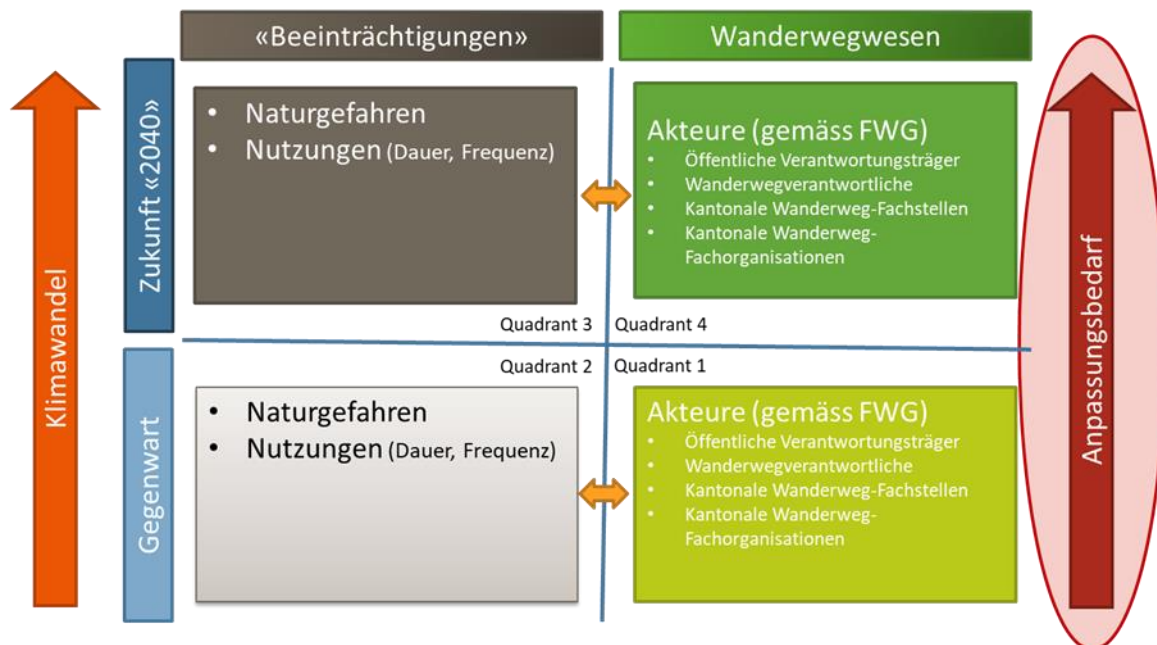 «Beeinträchtigungen»
Wanderwegwesen
Klimawandel
Zukunft «2040»
• Naturgefahren
• Nutzungen (Dauer, Frequenz)
Akteure (gemäss FWG)
• Öffentliche Verantwortungsträger
• Wanderwegverantwortliche
• Kantonale Wanderweg-Fachstellen
• Kantonale Wanderweg-
Fachorganisationen
Quadrant 3
Quadrant 4
Quadrant 2
Quadrant 1
Gegenwart
• Naturgefahren
• Nutzungen (Dauer, Frequenz)
Akteure (gemäss FWG)
• Öffentliche Verantwortungsträger
• Wanderwegverantwortliche
• Kantonale Wanderweg-Fachstellen
• Kantonale Wanderweg-
Fachorganisationen
Anpassungsbedarf